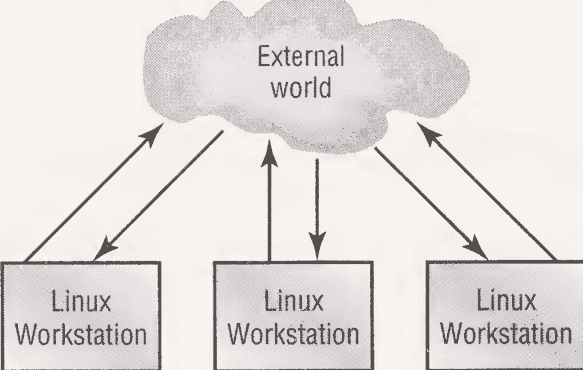 External
world
Linux
Workstation
Linux
Workstation
Linux
Workstation